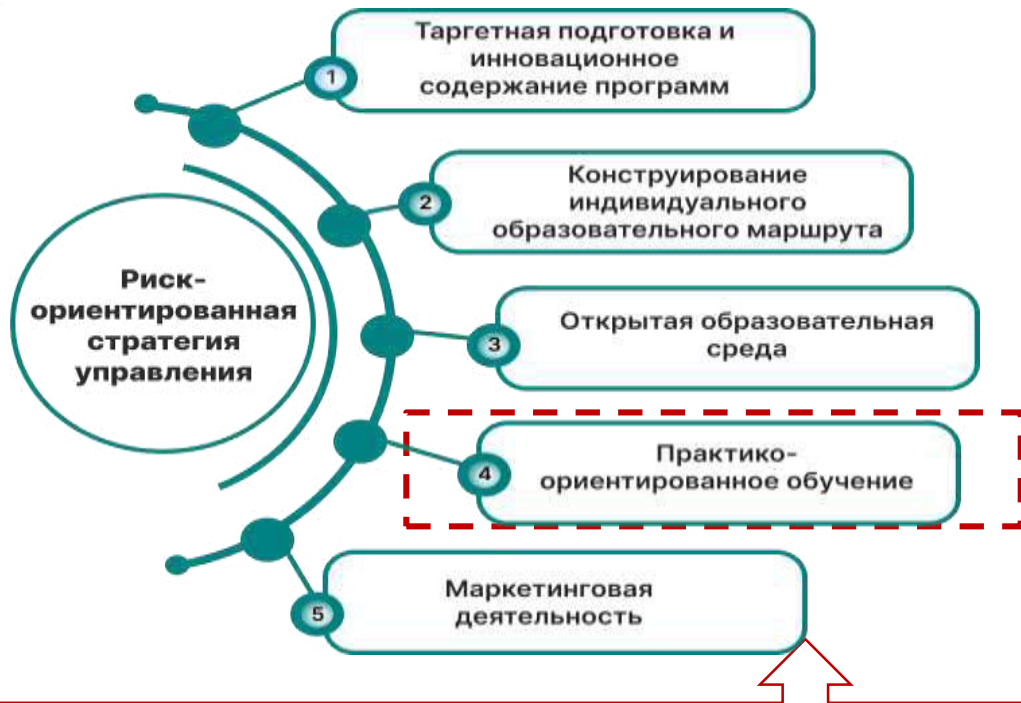 Таргетная подготовка и
инновационное
содержание программ
1
Конструирование
индивидуального
образовательного маршрута
2
Риск-
ориентированная
стратегия
управления
Открытая образовательная
среда
3
Практико-
ориентированное обучение
4
Маркетинговая
деятельность
5